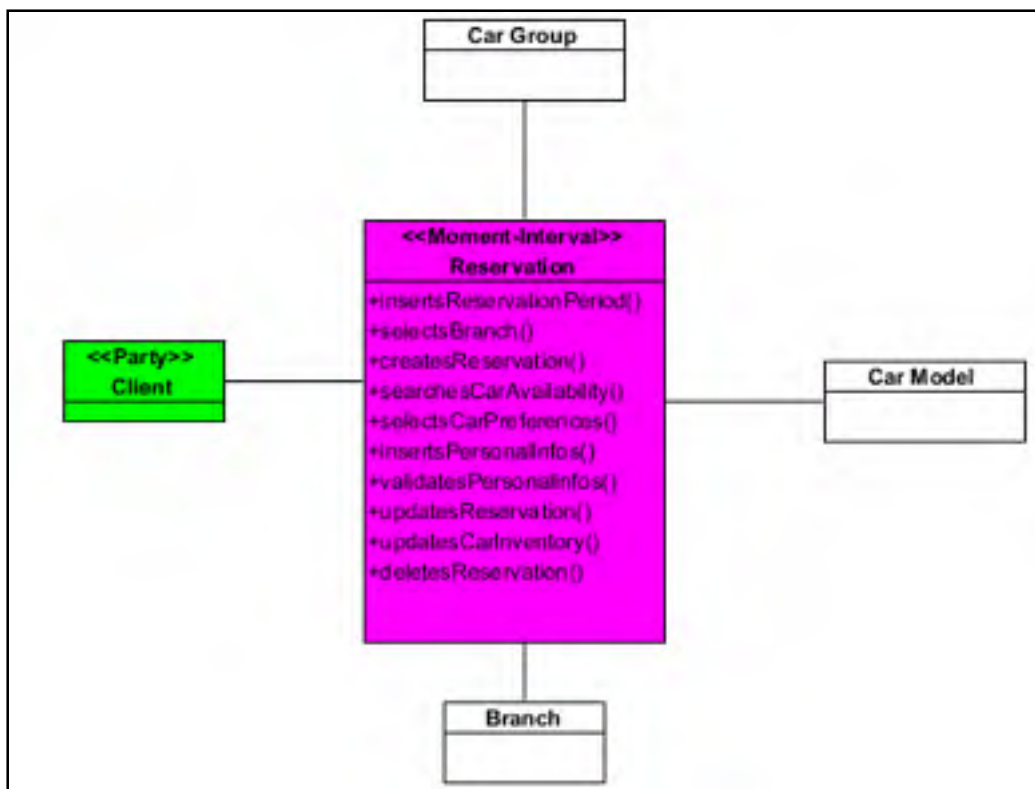 Car Group
<<Moment-Interval>>
Reservation
+insertsReservationPeriod()
+selectsBranch()
+createsReservation()
+searchesCarAvailability()
+selectsCarPreferences()
+insertsPersonalInfos()
+validatesPersonalInfos()
+updatesReservation()
+updatesCarInventory()
+deletesReservation()
<<Party>>
Client
Car Model
Branch